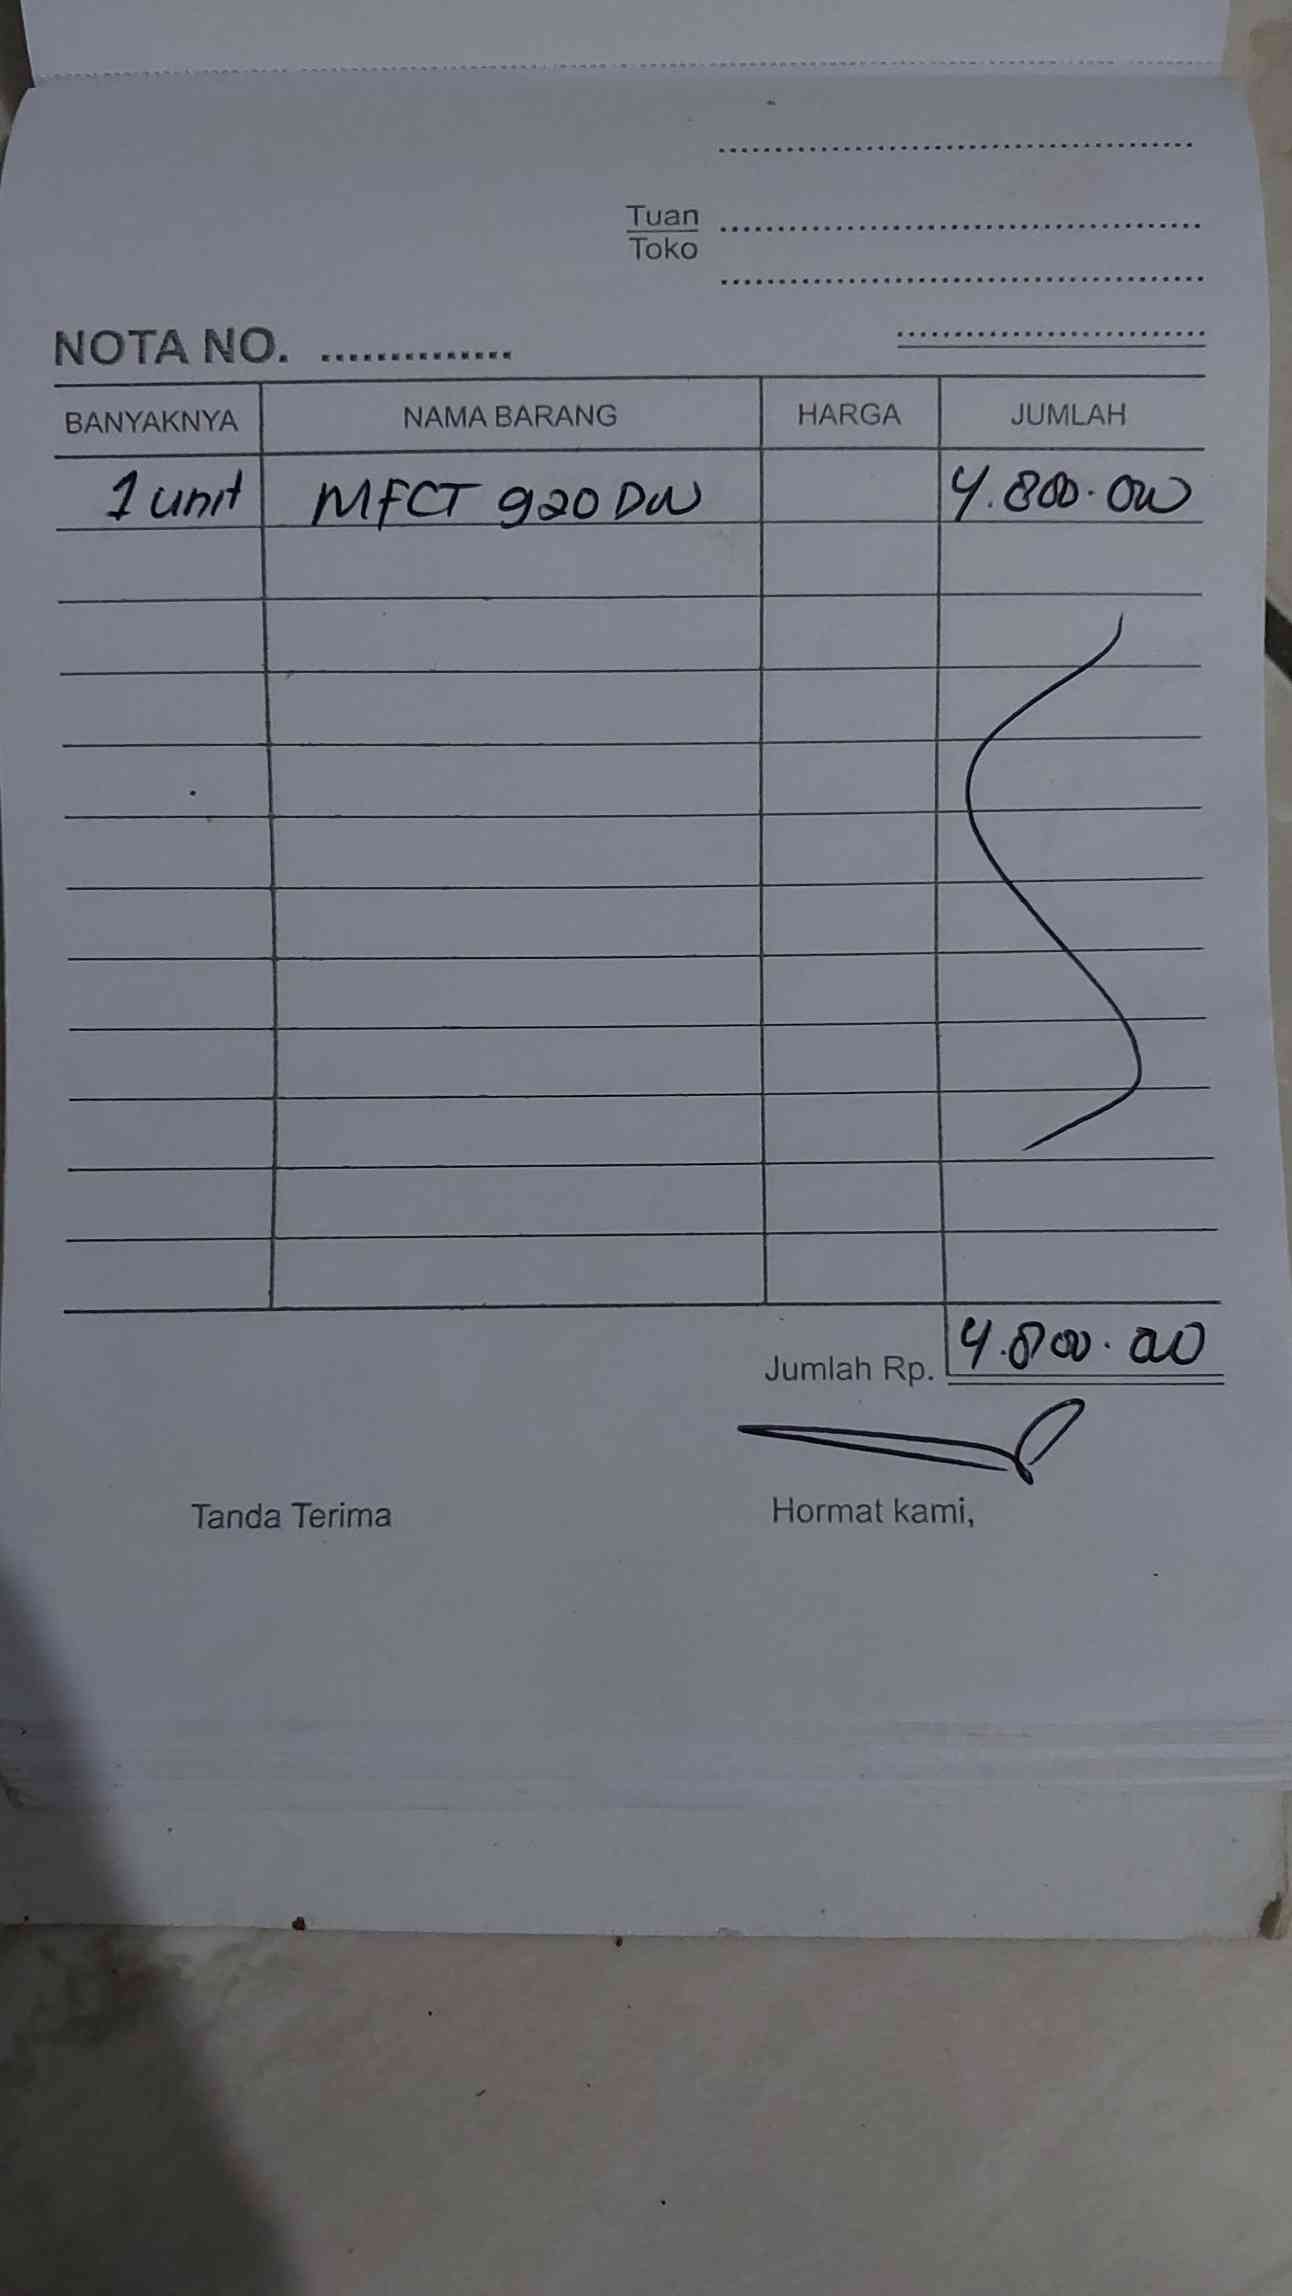 Tuan
Toko
NOTA NO. ..............
BANYAKNYA NAMA BARANG HARGA JUMLAH
1 unit MFCT 920 DW 4.800.000
Jumlah Rp. 4.800.000
Tanda Terima Hormat kami,